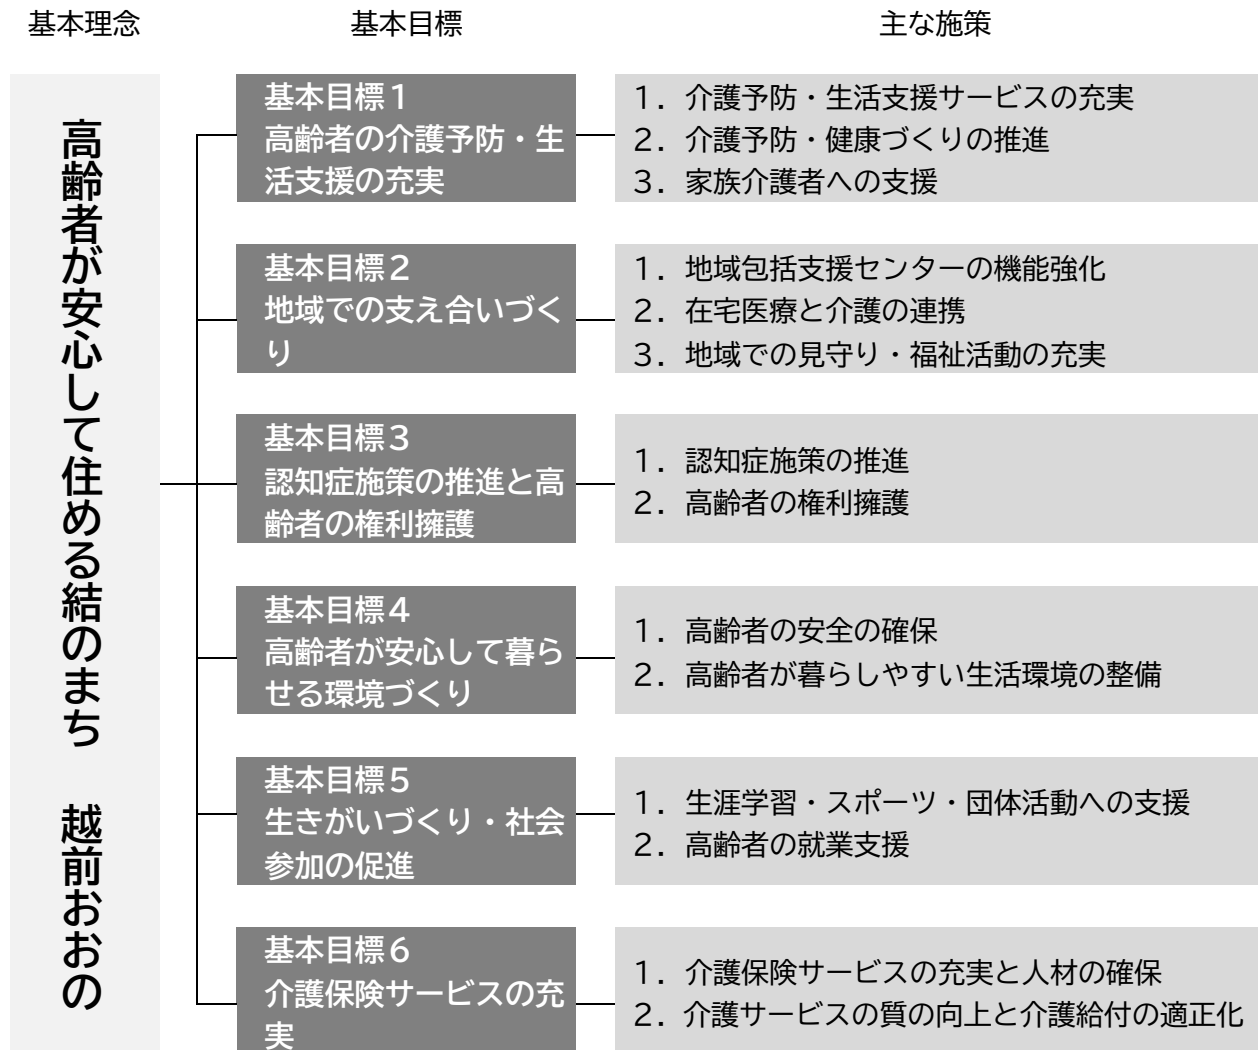 基本理念
基本目標
主な施策
高齢者が安心して住める結のまち　越前おおの
基本目標１
高齢者の介護予防・生
活支援の充実
１．介護予防・生活支援サービスの充実
２．介護予防・健康づくりの推進
３．家族介護者への支援
基本目標２
地域での支え合いづく
り
１．地域包括支援センターの機能強化
２．在宅医療と介護の連携
３．地域での見守り・福祉活動の充実
基本目標３
認知症施策の推進と高
齢者の権利擁護
１．認知症施策の推進
２．高齢者の権利擁護
基本目標４
高齢者が安心して暮ら
せる環境づくり
１．高齢者の安全の確保
２．高齢者が暮らしやすい生活環境の整備
基本目標５
生きがいづくり・社会
参加の促進
１．生涯学習・スポーツ・団体活動への支援
２．高齢者の就業支援
基本目標６
介護保険サービスの充
実
１．介護保険サービスの充実と人材の確保
２．介護サービスの質の向上と介護給付の適正化